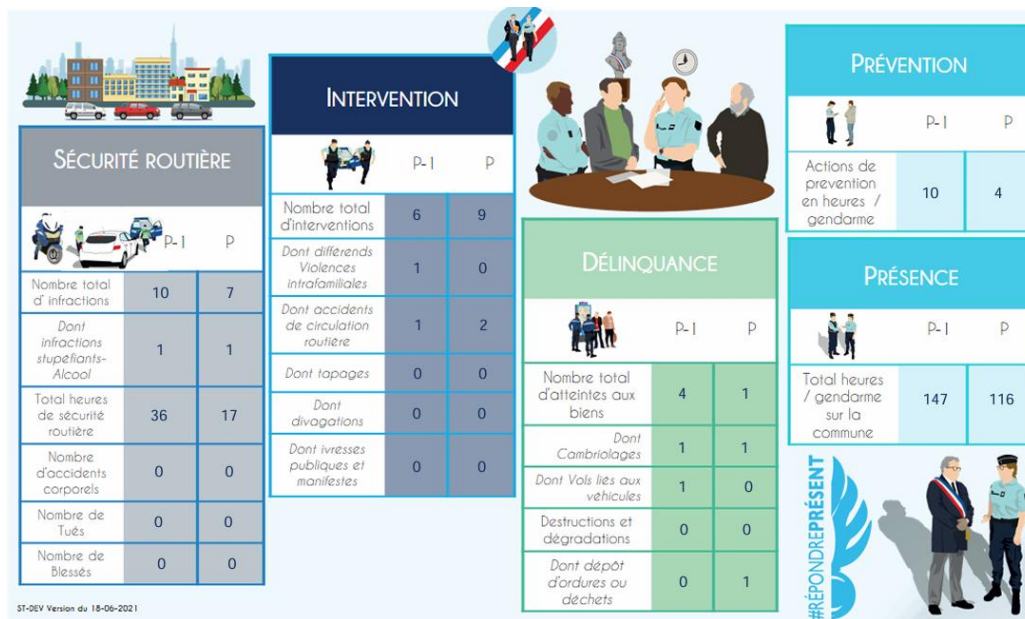 SÉCURITÉ ROUTIÈRE
P-1 P
Nombre total
d' infractions
10 7
Dont
infractions
stupéfiants-
Alcool
1 1
Total heures
de sécurité
routière
36 17
Nombre
d'accidents
corporels
0 0
Nombre de
Tués
0 0
Nombre de
Blessés
0 0
ST-DEV Version du 18-06-2021
INTERVENTION
P-1 P
Nombre total
d'interventions
6 9
Dont différends
Violences
intrafamiliales
1 0
Dont accidents
de circulation
routière
1 2
Dont tapages
0 0
Dont
divagations
0 0
Dont ivresses
publiques et
manifestes
0 0
DÉLINQUANCE
P-1 P
Nombre total
d'atteintes aux
biens
4 1
Dont
Cambriolages
1 1
Dont Vols liés aux
véhicules
1 0
Destructions et
dégradations
0 0
Dont dépôt
d'ordures ou
déchets
0 1
PRÉVENTION
P-1 P
Actions de
prevention
en heures /
gendarme
10 4
PRÉSENCE
P-1 P
Total heures
/ gendarme
sur la
commune
147 116
#RÉPONDREPRÉSENT